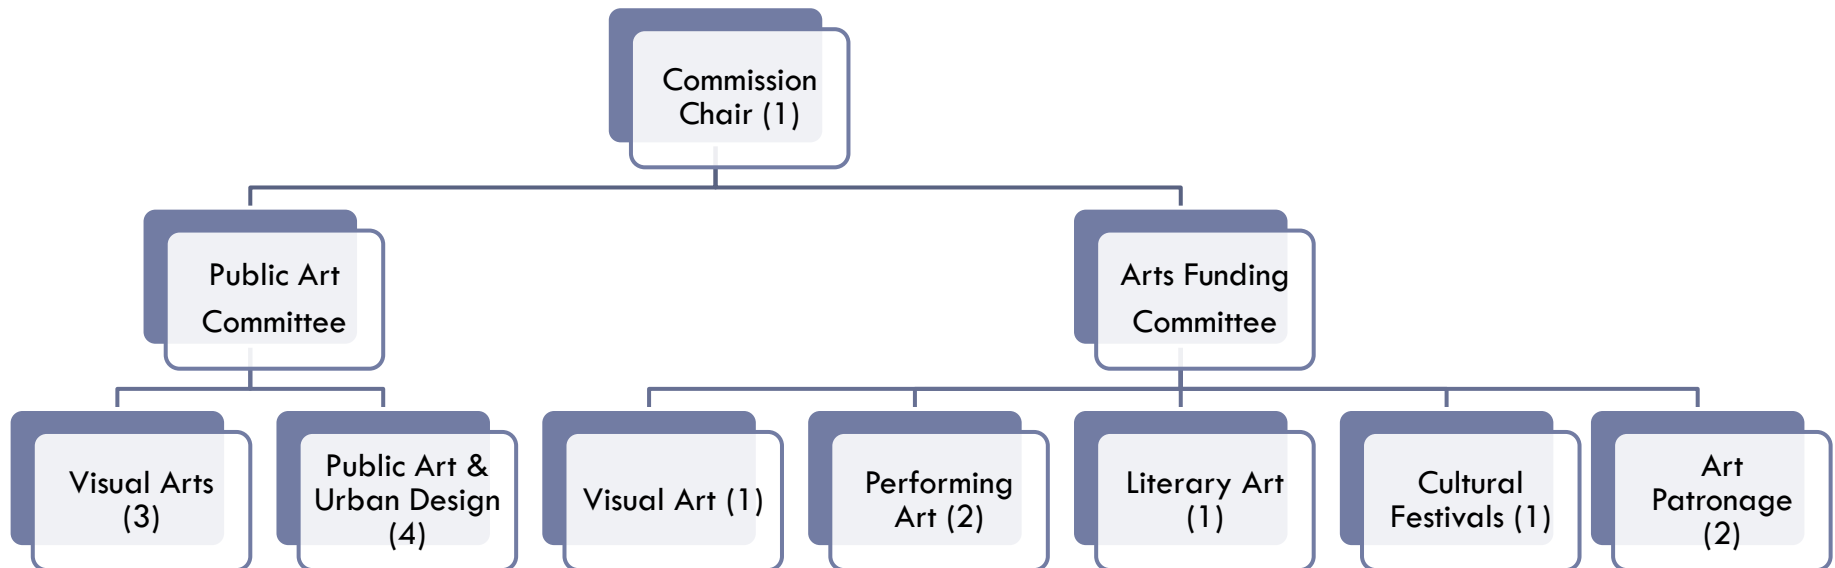 Commission
Chair (1)
Public Art
Committee
Arts Funding
Committee
Visual Arts
(3)
Public Art &
Urban Design
(4)
Visual Art (1)
Performing
Art (2)
Literary Art
(1)
Cultural
Festivals (1)
Art
Patronage
(2)